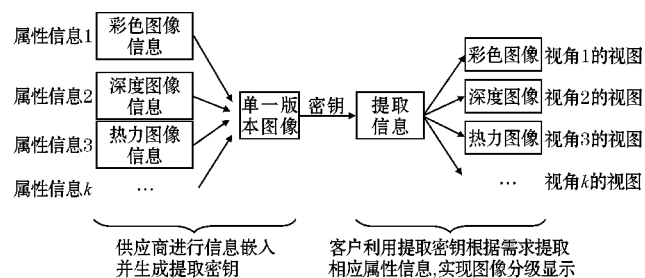 属性信息1
彩色图像
信息
属性信息2
深度图像
信息
属性信息3
热力图像
信息
属性信息k
…
单一版
本图像
密钥
提取
信息
彩色图像
视角1的视图
深度图像
视角2的视图
热力图像
视角3的视图
…
视角k的视图
供应商进行信息嵌入
并生成提取密钥
客户利用提取密钥根据需求提取
相应属性信息,实现图像分级显示